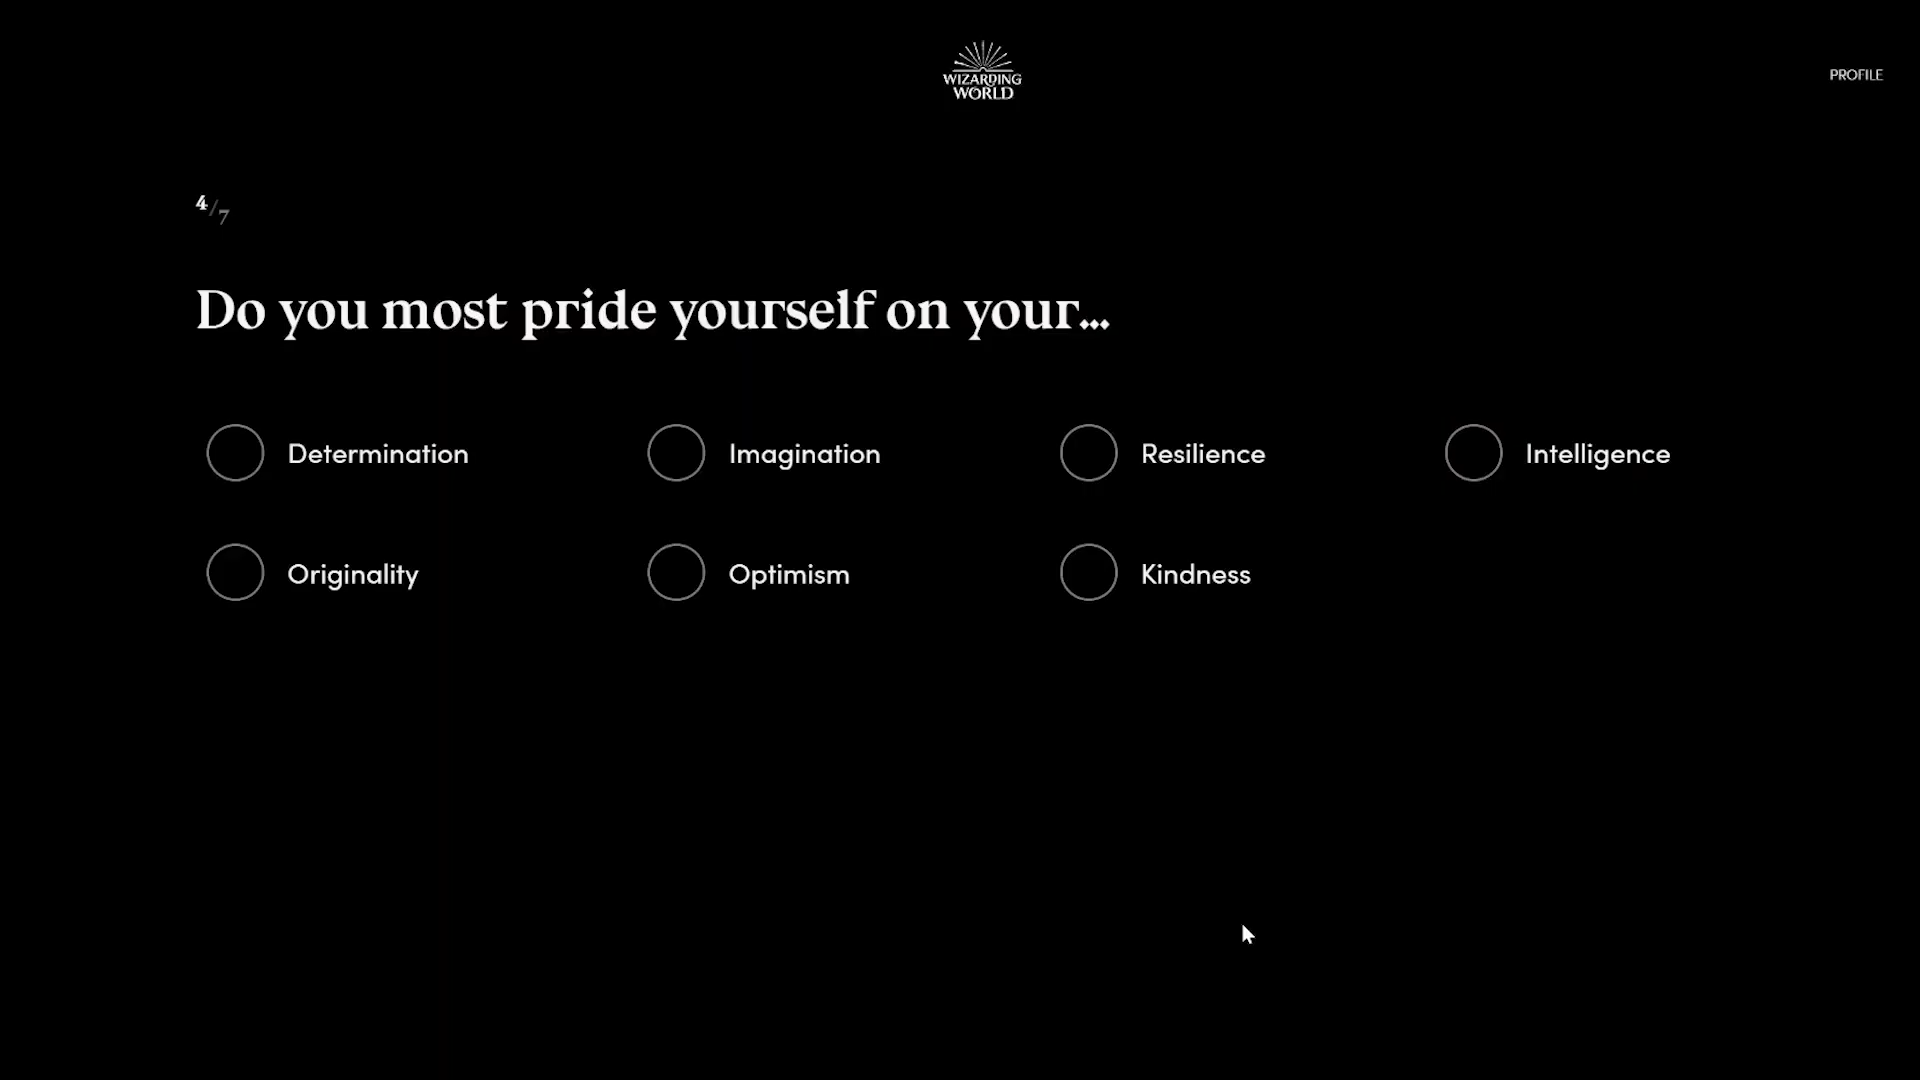 WIZARDING
WORLD
PROFILE
4/7
Do you most pride yourself on your...
Determination
Imagination
Resilience
Intelligence
Originality
Optimism
Kindness